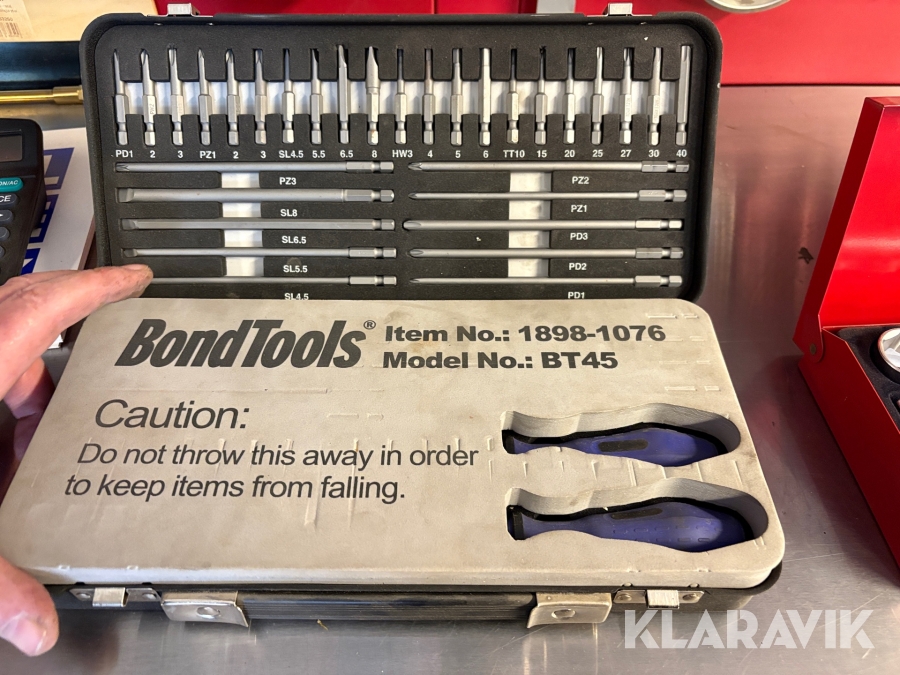 PD1 2 3 PZ1 2 3 SL4.5 5.5 6.5 8 HW3 4 5 6 TT10 15 20 25 27 30 40
PZ3 PZ2
SL8 PZ1
SL6.5 PD3
SL5.5 PD2
SL4.5 PD1
BondTools® Item No.: 1898-1076
Model No.: BT45
Caution:
Do not throw this away in order
to keep items from falling.
KLARAVIK